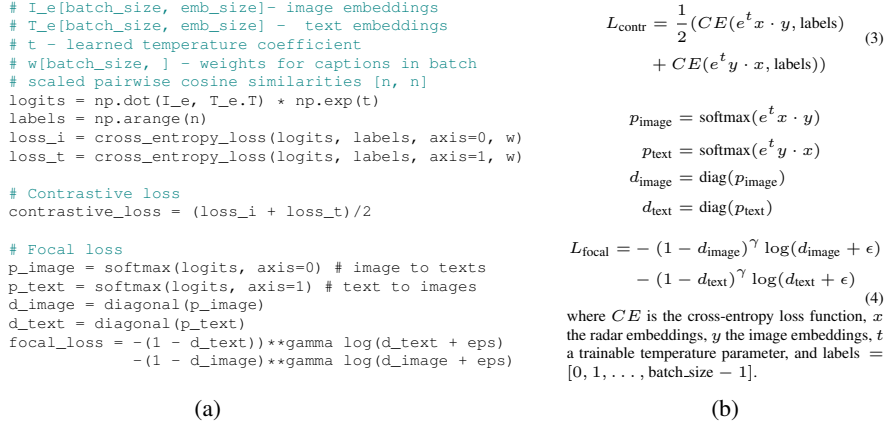 # I_e[batch_size, emb_size]- image embeddings
# T_e[batch_size, emb_size] - text embeddings
# t - learned temperature coefficient
# w[batch_size, ] - weights for captions in batch
# scaled pairwise cosine similarities [n, n]
logits = np.dot(I_e, T_e.T) * np.exp(t)
labels = np.arange(n)
loss_i = cross_entropy_loss(logits, labels, axis=0, w)
loss_t = cross_entropy_loss(logits, labels, axis=1, w)
# Contrastive loss
contrastive_loss = (loss_i + loss_t)/2
# Focal loss
p_image = softmax(logits, axis=0) # image to texts
p_text = softmax(logits, axis=1) # text to images
d_image = diagonal(p_image)
d_text = diagonal(p_text)
focal_loss = -(1 - d_text))**gamma log(d_text + eps)
-(1 - d_image)**gamma log(d_image + eps)
(a)
L_contr = 1/2 (CE(e^t x · y, labels)
(3)
+ CE(e^t y · x, labels))
p_image = softmax(e^t x · y)
p_text = softmax(e^t y · x)
d_image = diag(p_image)
d_text = diag(p_text)
L_focal = − (1 − d_image)^γ log(d_image + ϵ)
− (1 − d_text)^γ log(d_text + ϵ)
(4)
where CE is the cross-entropy loss function, x
the radar embeddings, y the image embeddings, t
a trainable temperature parameter, and labels =
[0, 1, . . . , batch_size − 1].
(b)